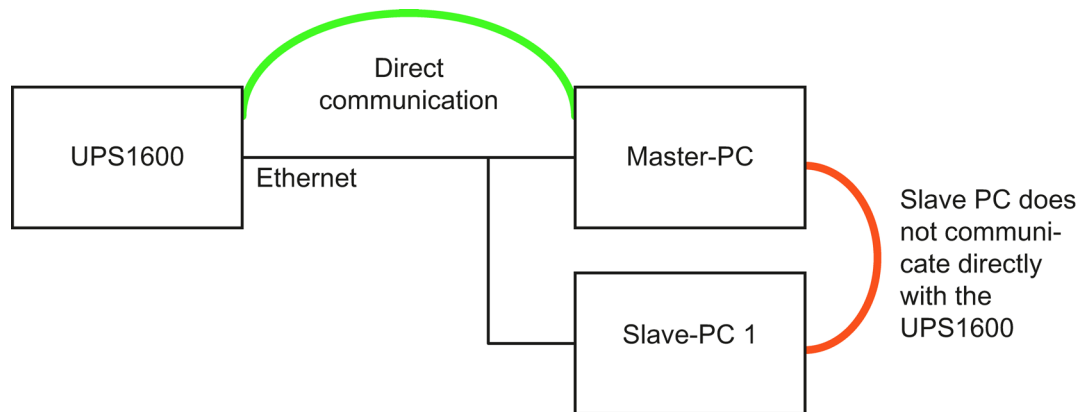 Direct
communication
UPS1600
Master-PC
Ethernet
Slave PC does
not communi-
cate directly
with the
UPS1600
Slave-PC 1